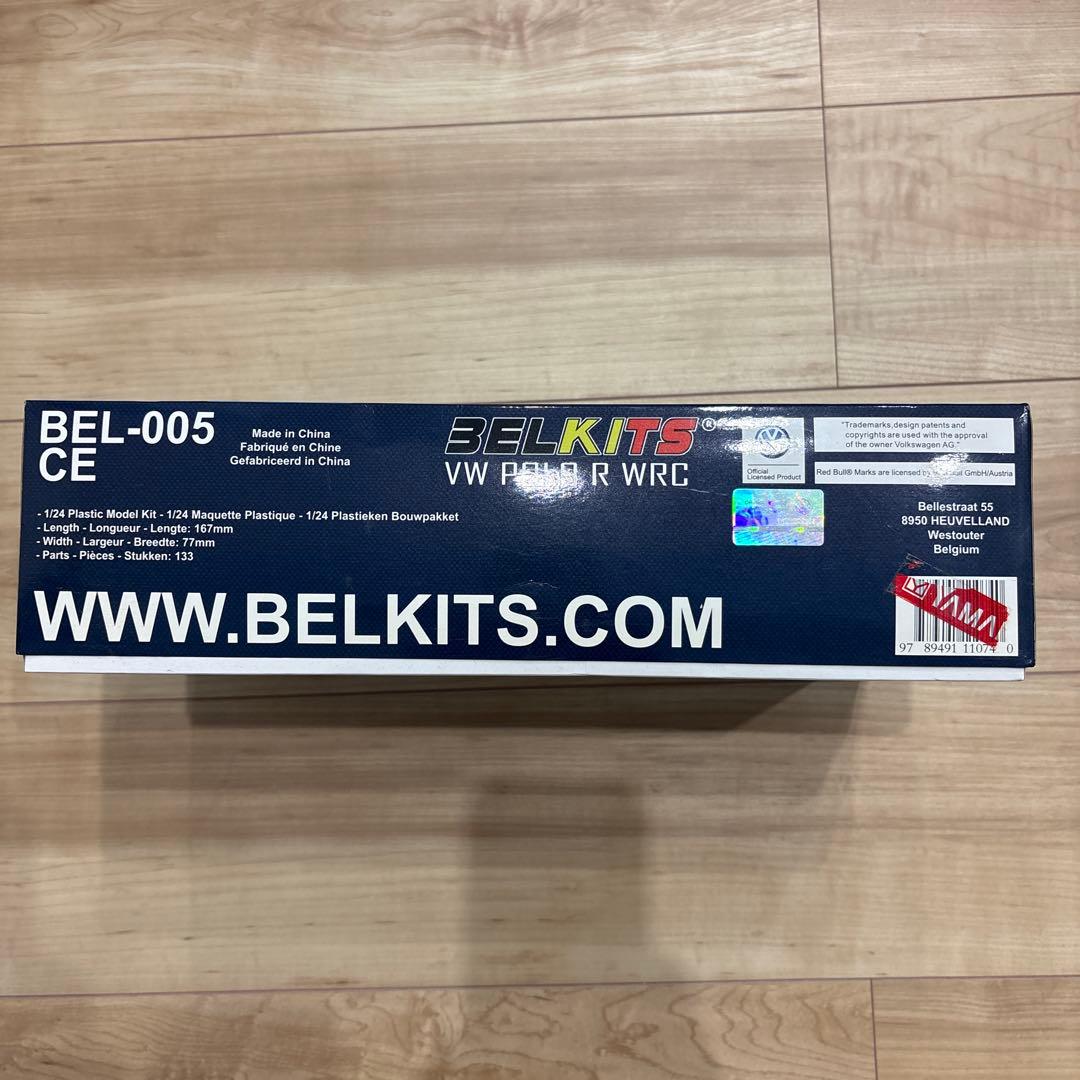 BEL-005
CE
Made in China
Fabriqué en Chine
Gefabriceerd in China
BELKITS®
VW POLO R WRC
Official
Licensed Product
"Trademarks,design patents and
copyrights are used with the approval
of the owner Volkswagen AG."
Red Bull® Marks are licensed by Bull GmbH/Austria
- 1/24 Plastic Model Kit - 1/24 Maquette Plastique - 1/24 Plastieken Bouwpakket
- Length - Longueur - Lengte: 167mm
- Width - Largeur - Breedte: 77mm
- Parts - Pièces - Stukken: 133
Bellestraat 55
8950 HEUVELLAND
Westouter
Belgium
WWW.BELKITS.COM
97 89491 11074 0